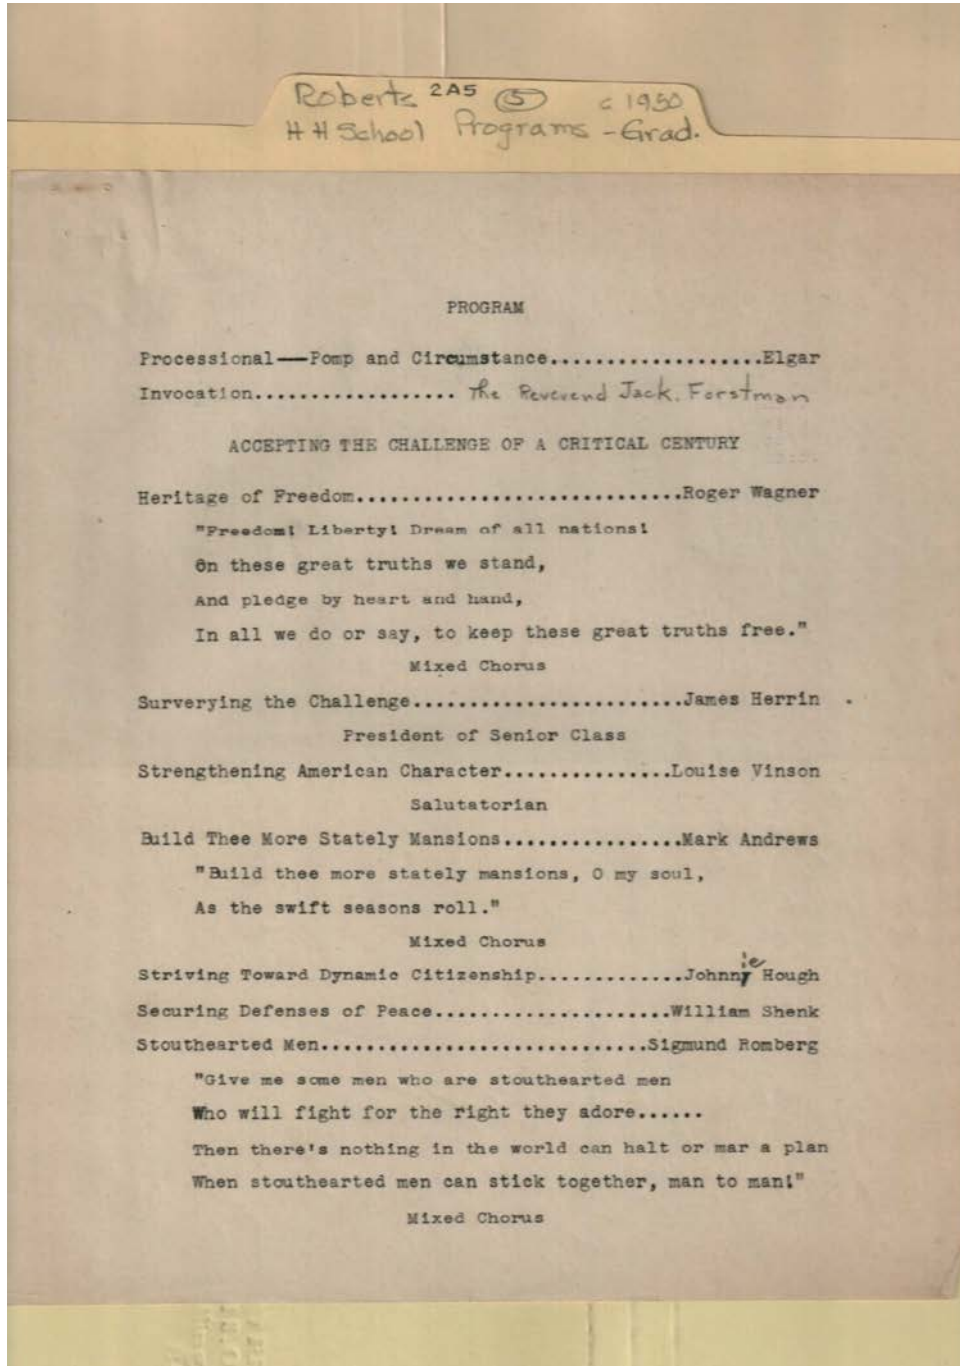 Roberts 2A5 (5) c 1950
H H School Programs - Grad.
PROGRAM
Processional——Pomp and Circumstance...................Elgar
Invocation.................. The Reverend Jack. Forstman
ACCEPTING THE CHALLENGE OF A CRITICAL CENTURY
Heritage of Freedom.............................Roger Wagner
"Freedom! Liberty! Dream of all nations!
On these great truths we stand,
And pledge by heart and hand,
In all we do or say, to keep these great truths free."
Mixed Chorus
Surverying the Challenge........................James Herrin
President of Senior Class
Strengthening American Character...............Louise Vinson
Salutatorian
Build Thee More Stately Mansions................Mark Andrews
"Build thee more stately mansions, O my soul,
As the swift seasons roll."
Mixed Chorus
Striving Toward Dynamic Citizenship.............Johnnie Hough
Securing Defenses of Peace.....................William Shenk
Stouthearted Men.............................Sigmund Romberg
"Give me some men who are stouthearted men
Who will fight for the right they adore......
Then there's nothing in the world can halt or mar a plan
When stouthearted men can stick together, man to man!"
Mixed Chorus